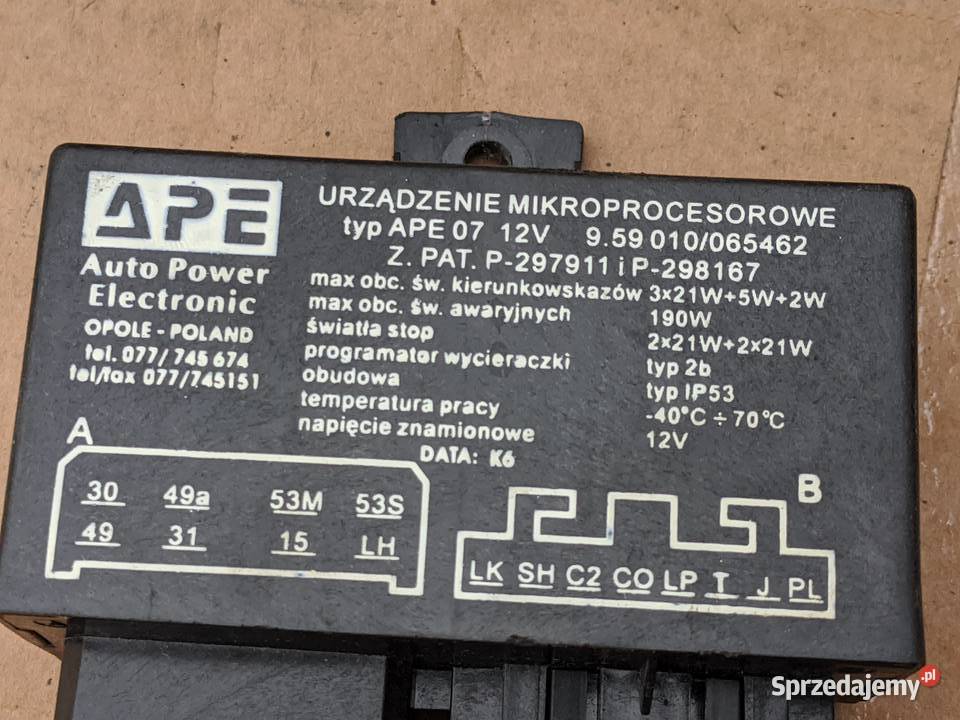 APE
Auto Power
Electronic
OPOLE - POLAND
tel. 077/ 745 674
tel/fax 077/745151
URZĄDZENIE MIKROPROCESOROWE
typ APE 07 12V 9.59 010/065462
Z. PAT. P-297911 i P-298167
max obc. św. kierunkowskazów 3x21W+5W+2W
max obc. św. awaryjnych 190W
światła stop 2x21W+2x21W
programator wycieraczki typ 2b
obudowa typ IP53
temperatura pracy -40°C ÷ 70°C
napięcie znamionowe 12V
DATA: K6
A
30 49a 53M 53S
49 31 15 LH
B
LK SH C2 CO LP T J PL
Sprzedajemy.pl